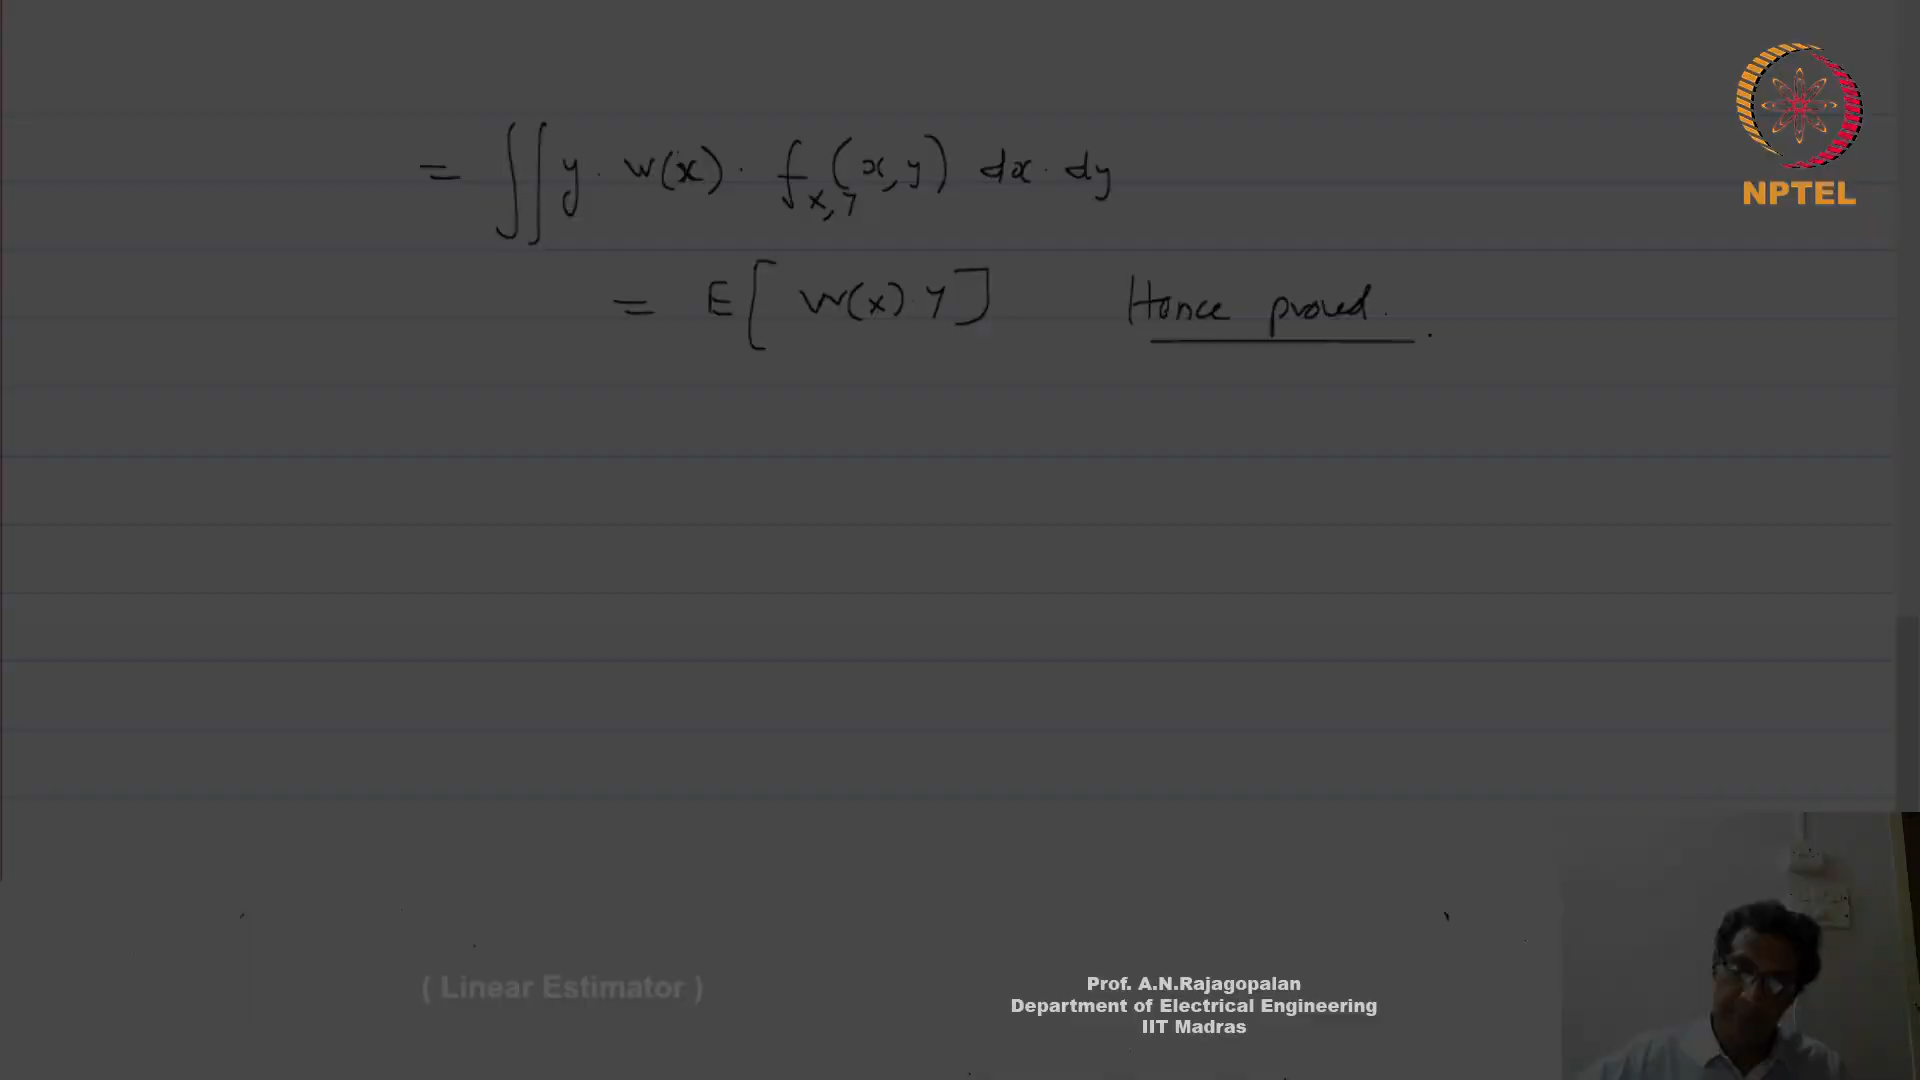 = ∫∫ y · w(x) · f_{X,Y}(x,y) dx · dy
= E[ W(x) · Y ] Hence proved.
NPTEL
( Linear Estimator )
Prof. A.N.Rajagopalan
Department of Electrical Engineering
IIT Madras